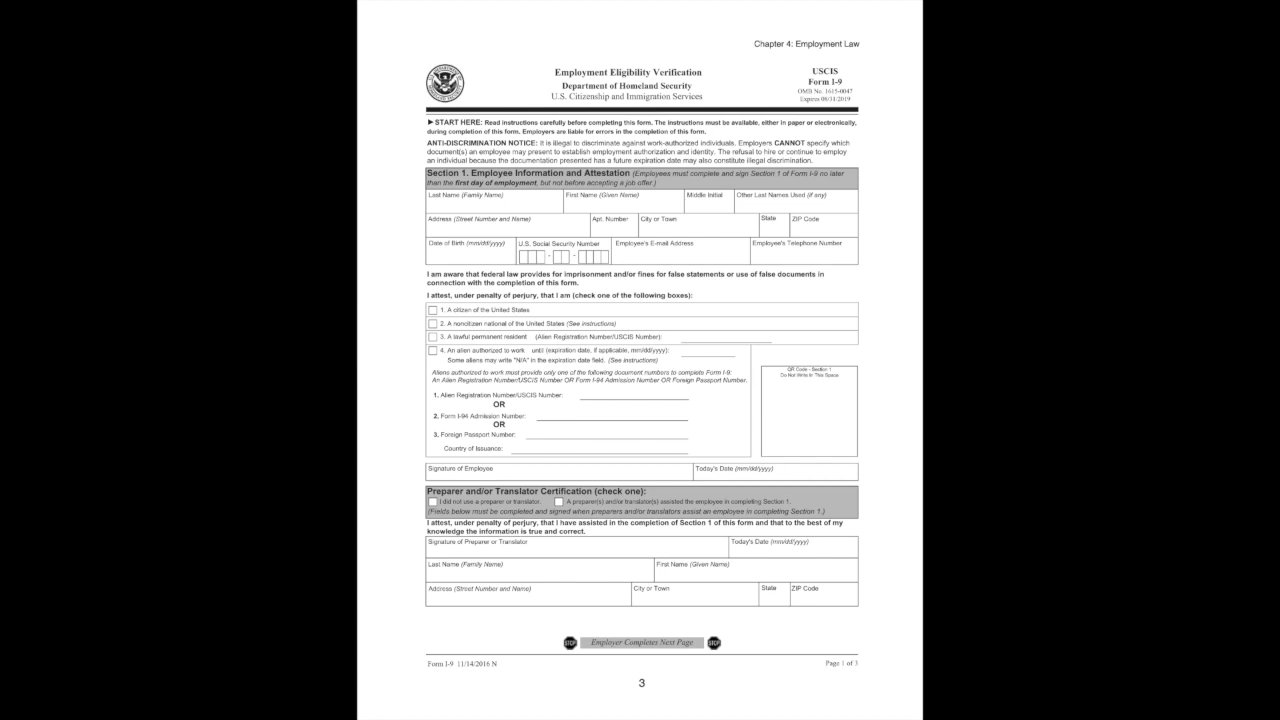 Chapter 4: Employment Law
Employment Eligibility Verification
Department of Homeland Security
U.S. Citizenship and Immigration Services
USCIS
Form I-9
OMB No. 1615-0047
Expires 08/31/2019
►START HERE: Read instructions carefully before completing this form. The instructions must be available, either in paper or electronically,
during completion of this form. Employers are liable for errors in the completion of this form.
ANTI-DISCRIMINATION NOTICE: It is illegal to discriminate against work-authorized individuals. Employers CANNOT specify which
document(s) an employee may present to establish employment authorization and identity. The refusal to hire or continue to employ
an individual because the documentation presented has a future expiration date may also constitute illegal discrimination.
Section 1. Employee Information and Attestation (Employees must complete and sign Section 1 of Form I-9 no later
than the first day of employment, but not before accepting a job offer.)
Last Name (Family Name) First Name (Given Name) Middle Initial Other Last Names Used (if any)
Address (Street Number and Name) Apt. Number City or Town State ZIP Code
Date of Birth (mm/dd/yyyy) U.S. Social Security Number Employee's E-mail Address Employee's Telephone Number
- -
I am aware that federal law provides for imprisonment and/or fines for false statements or use of false documents in
connection with the completion of this form.
I attest, under penalty of perjury, that I am (check one of the following boxes):
1. A citizen of the United States
2. A noncitizen national of the United States (See instructions)
3. A lawful permanent resident (Alien Registration Number/USCIS Number):
4. An alien authorized to work until (expiration date, if applicable, mm/dd/yyyy):
Some aliens may write "N/A" in the expiration date field. (See instructions)
Aliens authorized to work must provide only one of the following document numbers to complete Form I-9:
An Alien Registration Number/USCIS Number OR Form I-94 Admission Number OR Foreign Passport Number.
1. Alien Registration Number/USCIS Number:
OR
2. Form I-94 Admission Number:
OR
3. Foreign Passport Number:
Country of Issuance:
QR Code - Section 1
Do Not Write In This Space
Signature of Employee Today's Date (mm/dd/yyyy)
Preparer and/or Translator Certification (check one):
I did not use a preparer or translator. A preparer(s) and/or translator(s) assisted the employee in completing Section 1.
(Fields below must be completed and signed when preparers and/or translators assist an employee in completing Section 1.)
I attest, under penalty of perjury, that I have assisted in the completion of Section 1 of this form and that to the best of my
knowledge the information is true and correct.
Signature of Preparer or Translator Today's Date (mm/dd/yyyy)
Last Name (Family Name) First Name (Given Name)
Address (Street Number and Name) City or Town State ZIP Code
STOP Employer Completes Next Page STOP
Form I-9 11/14/2016 N Page 1 of 3
3